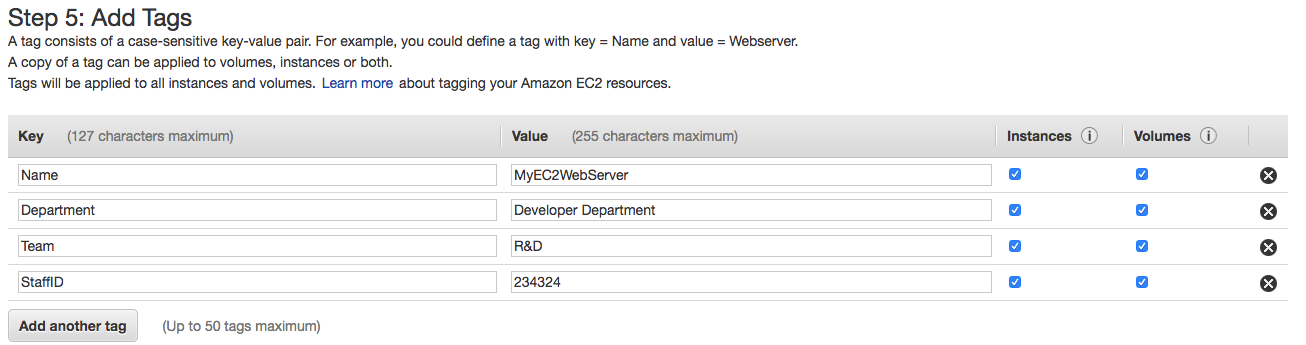 Step 5: Add Tags
A tag consists of a case-sensitive key-value pair. For example, you could define a tag with key = Name and value = Webserver.
A copy of a tag can be applied to volumes, instances or both.
Tags will be applied to all instances and volumes. Learn more about tagging your Amazon EC2 resources.
Key (127 characters maximum) Value (255 characters maximum) Instances i Volumes i
Name MyEC2WebServer
Department Developer Department
Team R&D
StaffID 234324
Add another tag (Up to 50 tags maximum)